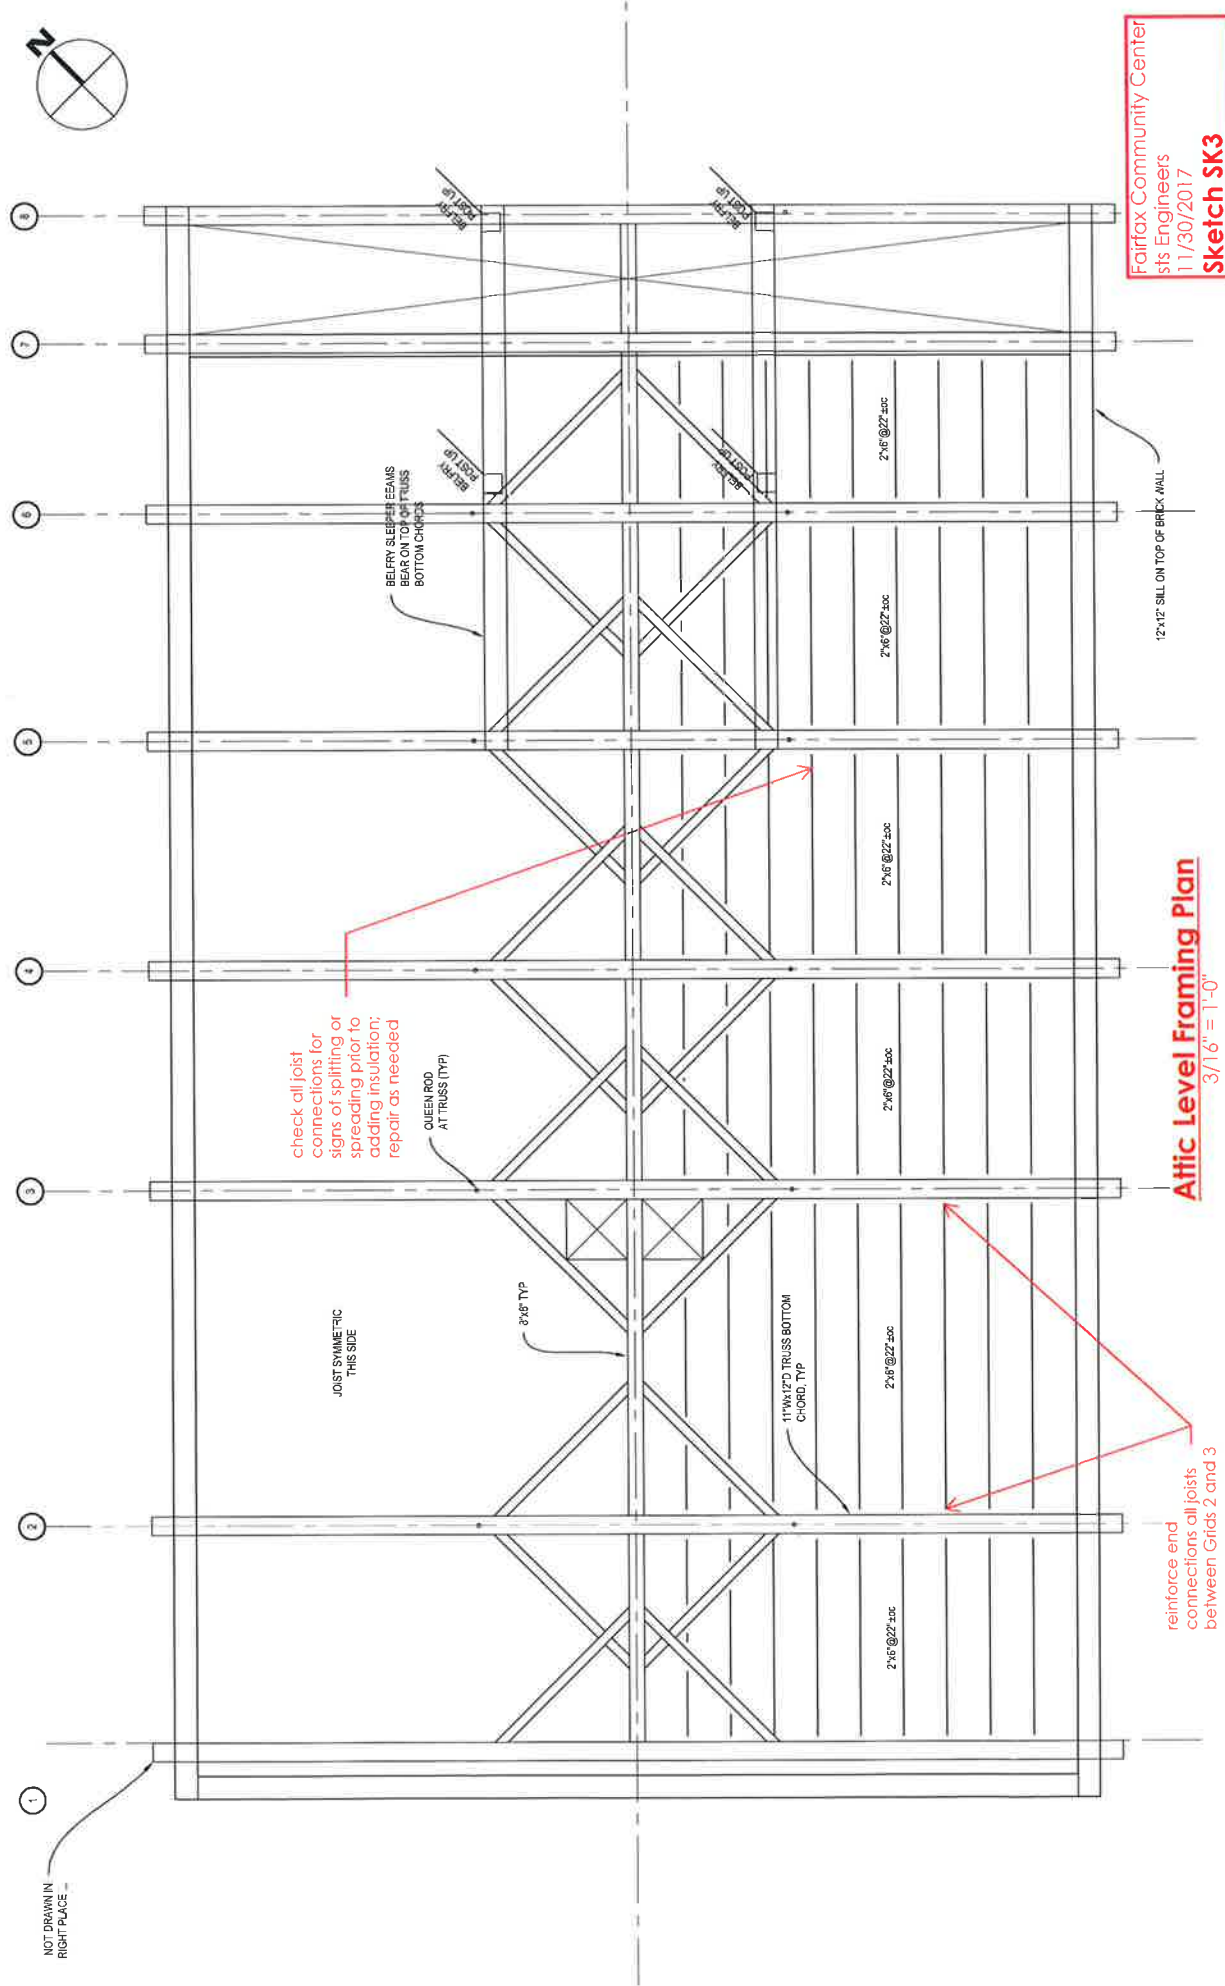 N
8
7
6
5
4
3
2
1
BELFRY
POST UP
BELFRY
POST UP
BELFRY
POST UP
BELFRY
POST UP
BELFRY SLEEPER BEAMS
BEAR ON TOP OF TRUSS
BOTTOM CHORDS
2"x6"@22"±oc
2"x6"@22"±oc
2"x6"@22"±oc
2"x6"@22"±oc
2"x6"@22"±oc
2"x6"@22"±oc
12"x12" SILL ON TOP OF BRICK WALL
check all joist
connections for
signs of splitting or
spreading prior to
adding insulation;
repair as needed
QUEEN ROD
AT TRUSS (TYP)
JOIST SYMMETRIC
THIS SIDE
TYP
11"Wx12"D TRUSS BOTTOM
CHORD, TYP
reinforce end
connections all joists
between Grids 2 and 3
NOT DRAWN IN
RIGHT PLACE
Attic Level Framing Plan
3/16" = 1'-0"
Fairfax Community Center
sts Engineers
11/30/2017
Sketch SK3